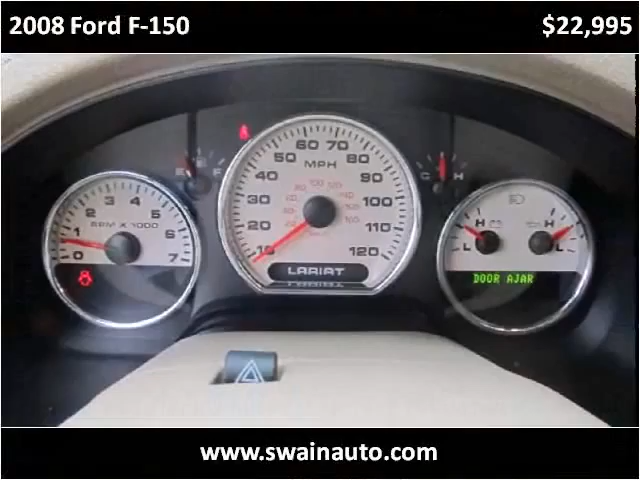 2008 Ford F-150
$22,995
0 1 2 3 4 5 6 7
RPM X 1000
E F
10 20 30 40 50 60 70 80 90 100 110 120
MPH
LARIAT
C H
H L
H L
DOOR AJAR
www.swainauto.com